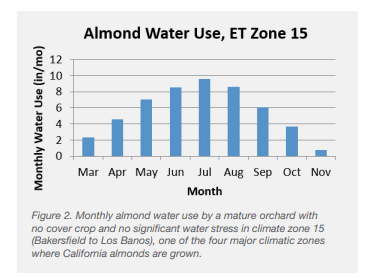 Almond Water Use, ET Zone 15
Monthly Water Use (in/mo)
12
10
8
6
4
2
0
Mar Apr May Jun Jul Aug Sep Oct Nov
Month
Figure 2. Monthly almond water use by a mature orchard with
no cover crop and no significant water stress in climate zone 15
(Bakersfield to Los Banos), one of the four major climatic zones
where California almonds are grown.